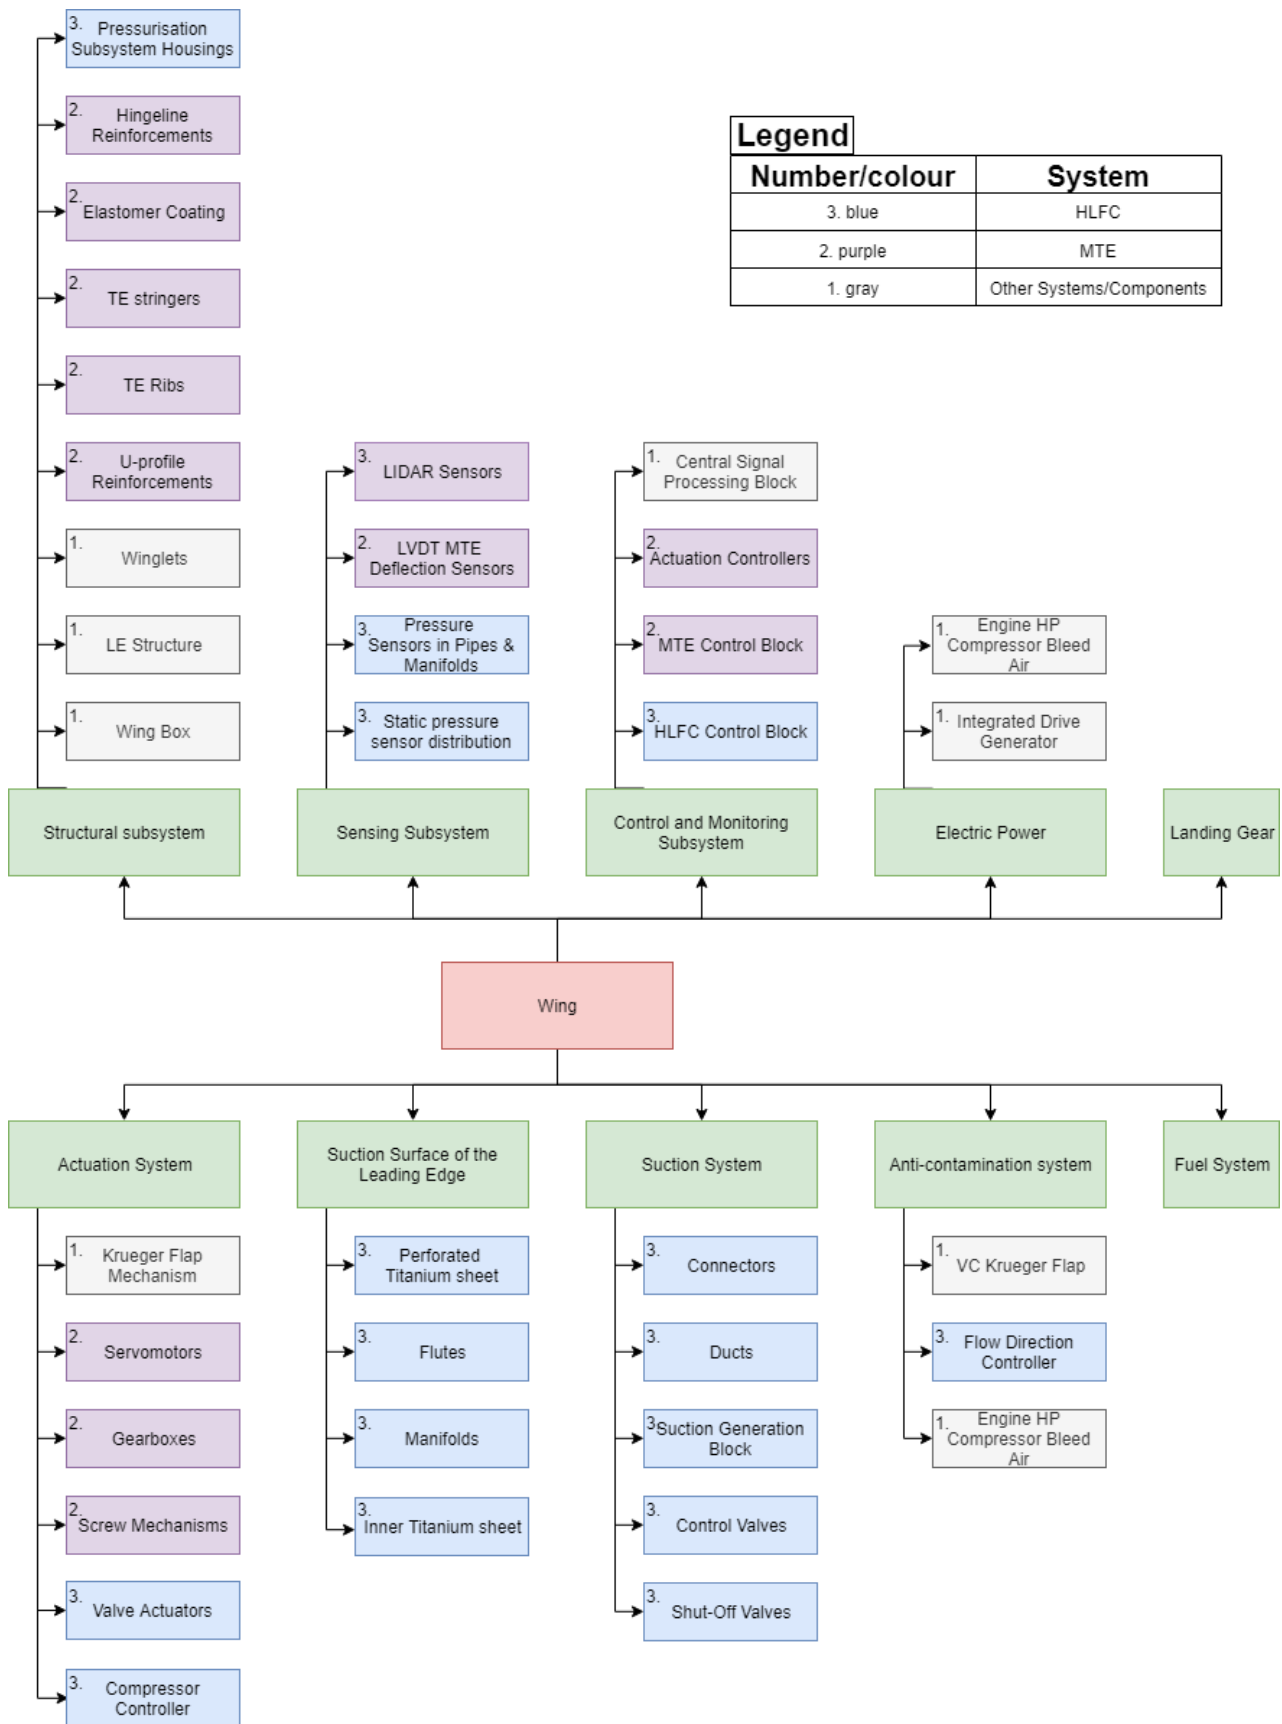 3. Pressurisation
Subsystem Housings
2. Hingeline
Reinforcements
2. Elastomer Coating
2. TE stringers
2. TE Ribs
2. U-profile
Reinforcements
1. Winglets
1. LE Structure
1. Wing Box
Structural subsystem
Legend
Number/colour System
3. blue HLFC
2. purple MTE
1. gray Other Systems/Components
3. LIDAR Sensors
2. LVDT MTE
Deflection Sensors
3. Pressure
Sensors in Pipes &
Manifolds
3. Static pressure
sensor distribution
Sensing Subsystem
1. Central Signal
Processing Block
2. Actuation Controllers
2. MTE Control Block
3. HLFC Control Block
Control and Monitoring
Subsystem
1. Engine HP
Compressor Bleed
Air
1. Integrated Drive
Generator
Electric Power
Landing Gear
Wing
Actuation System
1. Krueger Flap
Mechanism
2. Servomotors
2. Gearboxes
2. Screw Mechanisms
3. Valve Actuators
3. Compressor
Controller
Suction Surface of the
Leading Edge
3. Perforated
Titanium sheet
3. Flutes
3. Manifolds
3. Inner Titanium sheet
Suction System
3. Connectors
3. Ducts
3. Suction Generation
Block
3. Control Valves
3. Shut-Off Valves
Anti-contamination system
1. VC Krueger Flap
3. Flow Direction
Controller
1. Engine HP
Compressor Bleed
Air
Fuel System